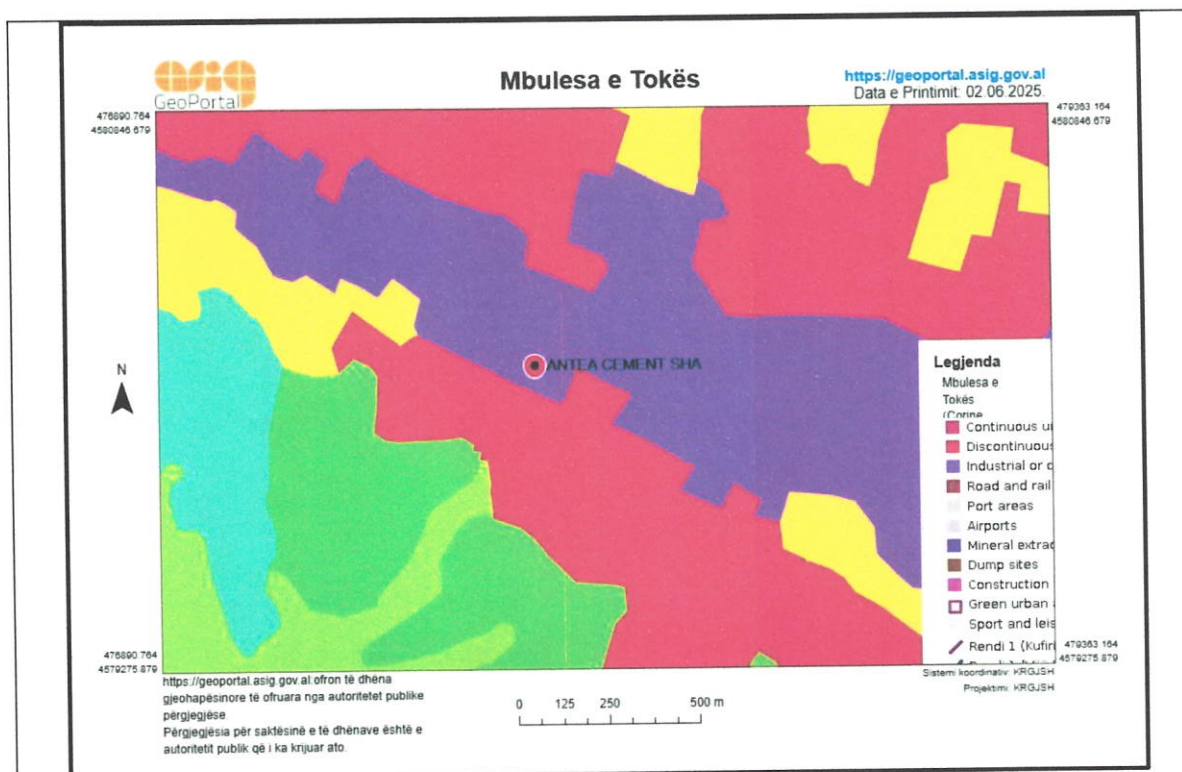 asig
GeoPortal
Mbulesa e Tokës
https://geoportal.asig.gov.al
Data e Printimit: 02.06.2025.
476890.764
4580846.679
479363.164
4580846.679
N
ANTEA CEMENT SHA
Legjenda
Mbulesa e
Tokës
(Corine
Continuous
Discontinuous
Industrial or
Road and rail
Port areas
Airports
Mineral extrac
Dump sites
Construction
Green urban
Sport and leis
Rendi 1 (Kufiri
476890.764
4579275.879
479363.164
4579275.879
Sistemi koordinativ: KRGJSH
Projektimi: KRGJSH
https://geoportal.asig.gov.al ofron të dhëna
gjeohapësinore të ofruara nga autoritetet publike
përgjegjëse
Përgjegjësia për saktësinë e të dhënave është e
autoritetit publik që i ka krijuar ato.
0 125 250 500 m